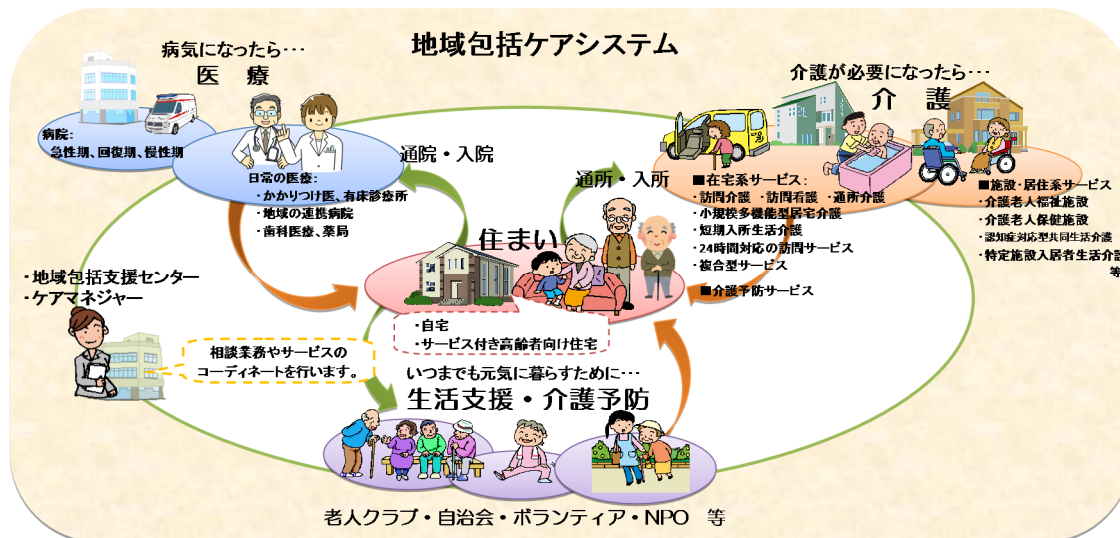 地域包括ケアシステム
病気になったら…
医　療
病院:
急性期、回復期、慢性期
日常の医療:
・かかりつけ医、有床診療所
・地域の連携病院
・歯科医療、薬局
通院・入院
介護が必要になったら…
介　護
通所・入所
■在宅系サービス:
・訪問介護　・訪問看護　・通所介護
・小規模多機能型居宅介護
・短期入所生活介護
・24時間対応の訪問サービス
・複合型サービス
■介護予防サービス
■施設・居住系サービス
・介護老人福祉施設
・介護老人保健施設
・認知症対応型共同生活介護
・特定施設入居者生活介護
等
住まい
・自宅
・サービス付き高齢者向け住宅
・地域包括支援センター
・ケアマネジャー
相談業務やサービスの
コーディネートを行います。
いつまでも元気に暮らすために…
生活支援・介護予防
老人クラブ・自治会・ボランティア・NPO　等